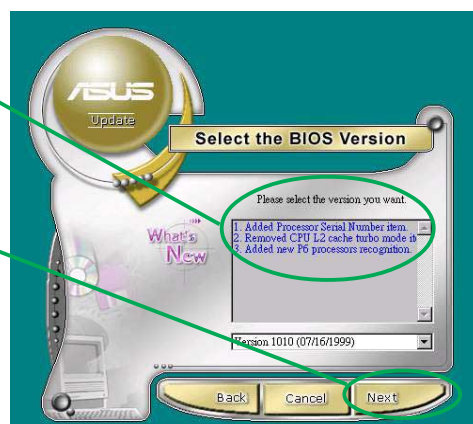 ASUS
Update
Select the BIOS Version
Please select the version you want.
What's
New
1. Added Processor Serial Number item.
2. Removed CPU L2 cache turbo mode it
3. Added new P6 processors recognition.
Version 1010 (07/16/1999)
Back
Cancel
Next